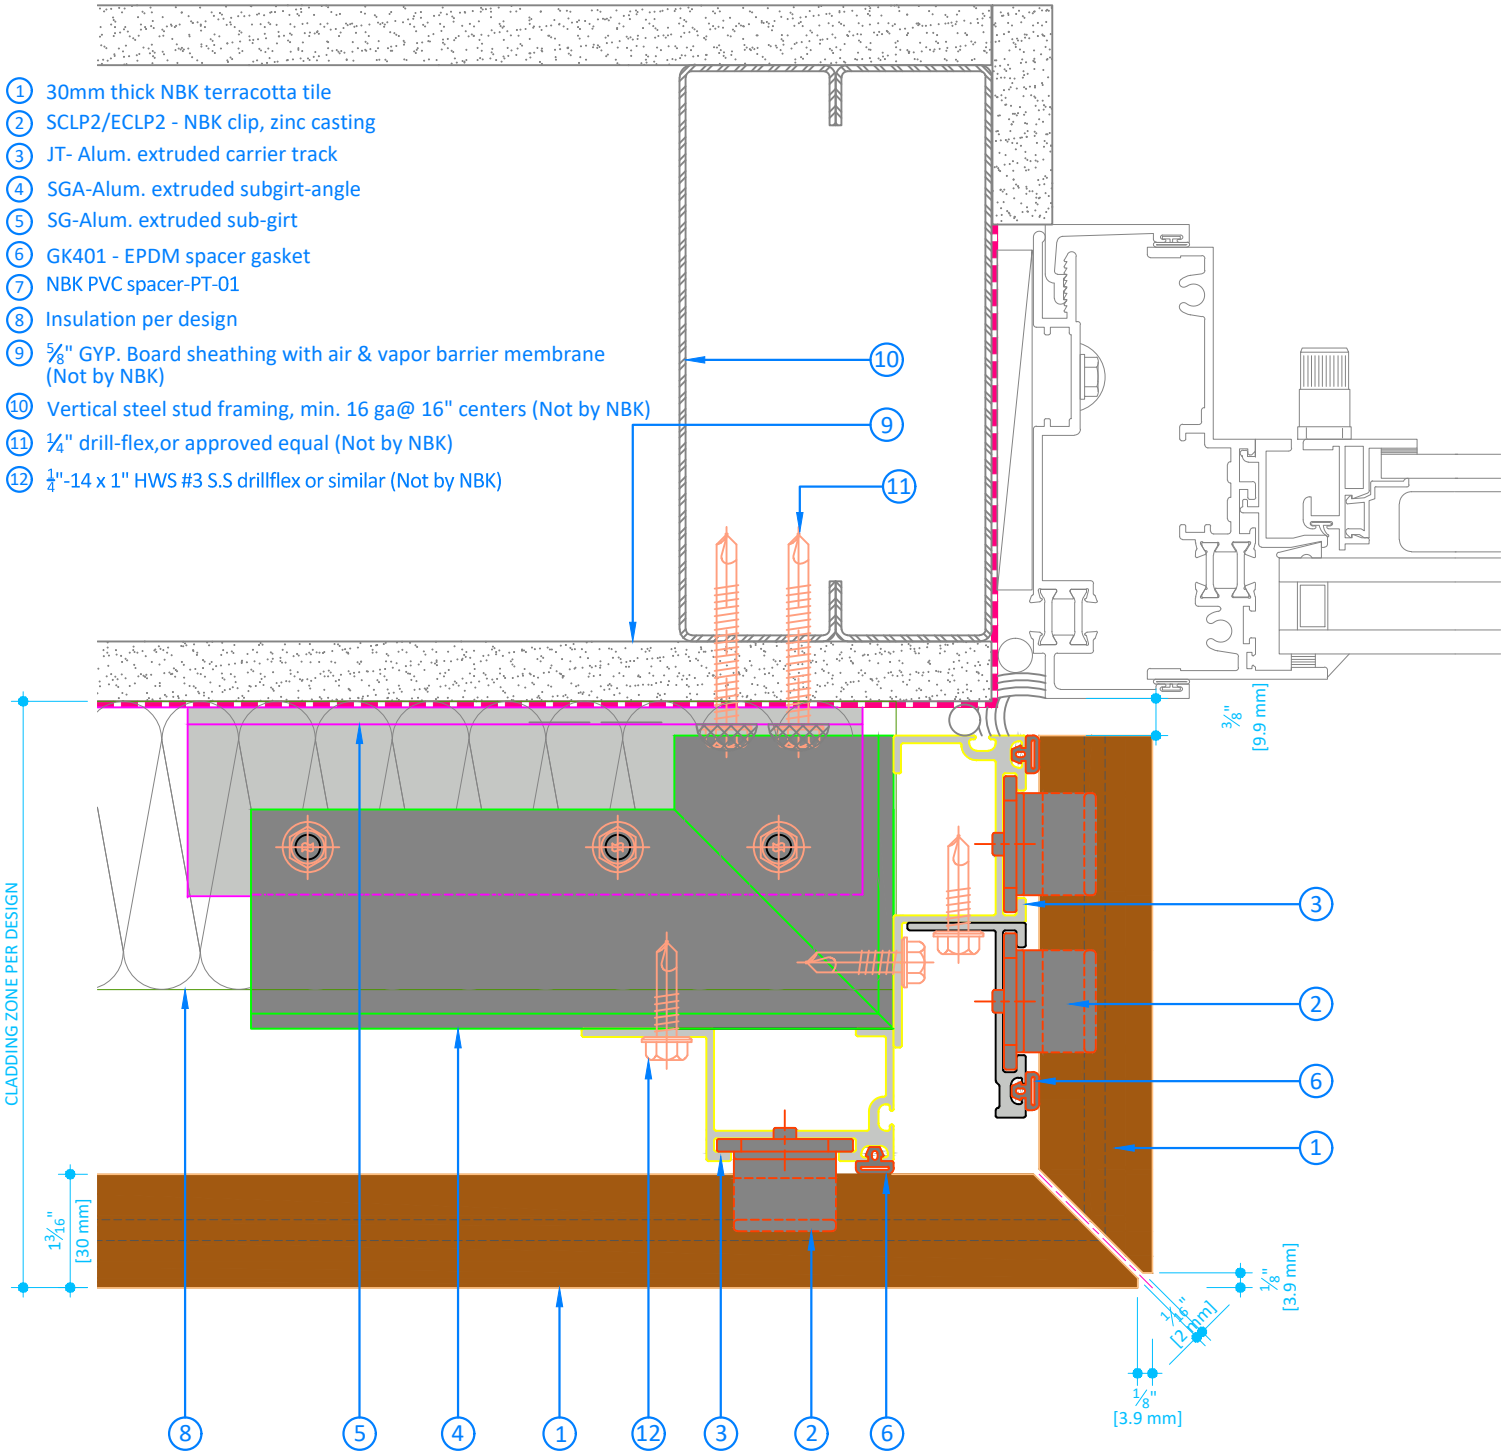 ① 30mm thick NBK terracotta tile
② SCLP2/ECLP2 - NBK clip, zinc casting
③ JT- Alum. extruded carrier track
④ SGA-Alum. extruded subgirt-angle
⑤ SG-Alum. extruded sub-girt
⑥ GK401 - EPDM spacer gasket
⑦ NBK PVC spacer-PT-01
⑧ Insulation per design
⑨ ⅝" GYP. Board sheathing with air & vapor barrier membrane
(Not by NBK)
⑩ Vertical steel stud framing, min. 16 ga@ 16" centers (Not by NBK)
⑪ ¼" drill-flex,or approved equal (Not by NBK)
⑫ ¼"-14 x 1" HWS #3 S.S drillflex or similar (Not by NBK)
⑩
⑨
⑪
⅜"
[9.9 mm]
③
②
⑥
①
CLADDING ZONE PER DESIGN
1 3/16"
[30 mm]
⅛"
[3.9 mm]
1/16"
[2 mm]
⅛"
[3.9 mm]
⑧
⑤
④
①
⑫
③
②
⑥